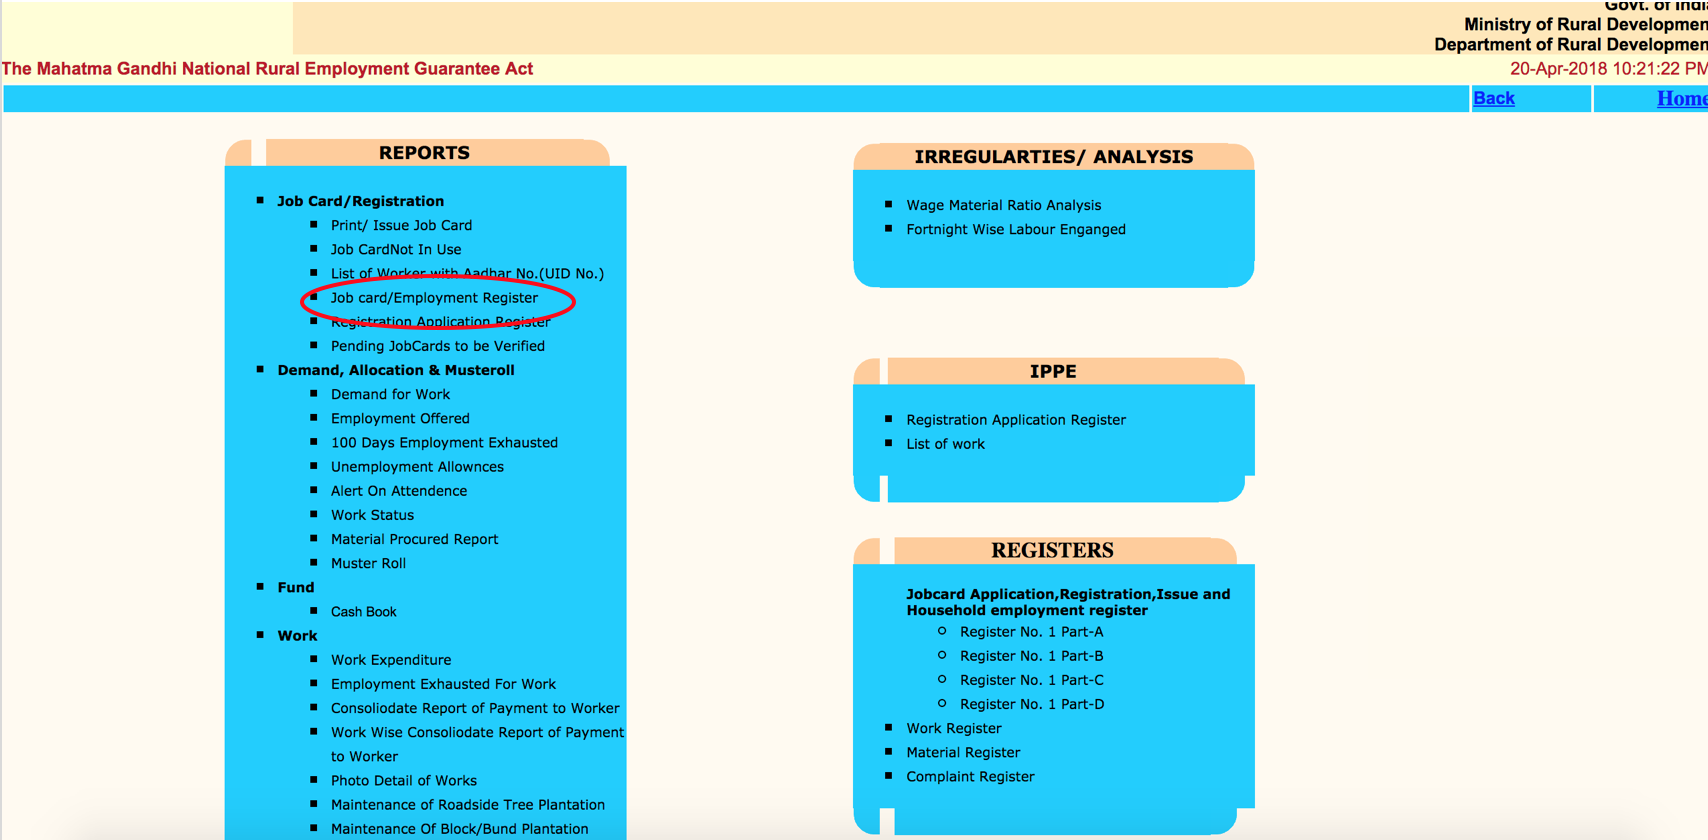 Govt. of India
Ministry of Rural Developmen
Department of Rural Developmen
The Mahatma Gandhi National Rural Employment Guarantee Act
20-Apr-2018 10:21:22 PM
Back
Home
REPORTS
Job Card/Registration
Print/ Issue Job Card
Job CardNot In Use
List of Worker with Aadhar No.(UID No.)
Job card/Employment Register
Registration Application Register
Pending JobCards to be Verified
Demand, Allocation & Musteroll
Demand for Work
Employment Offered
100 Days Employment Exhausted
Unemployment Allownces
Alert On Attendence
Work Status
Material Procured Report
Muster Roll
Fund
Cash Book
Work
Work Expenditure
Employment Exhausted For Work
Consoliodate Report of Payment to Worker
Work Wise Consoliodate Report of Payment
to Worker
Photo Detail of Works
Maintenance of Roadside Tree Plantation
Maintenance Of Block/Bund Plantation
IRREGULARTIES/ ANALYSIS
Wage Material Ratio Analysis
Fortnight Wise Labour Enganged
IPPE
Registration Application Register
List of work
REGISTERS
Jobcard Application,Registration,Issue and
Household employment register
Register No. 1 Part-A
Register No. 1 Part-B
Register No. 1 Part-C
Register No. 1 Part-D
Work Register
Material Register
Complaint Register